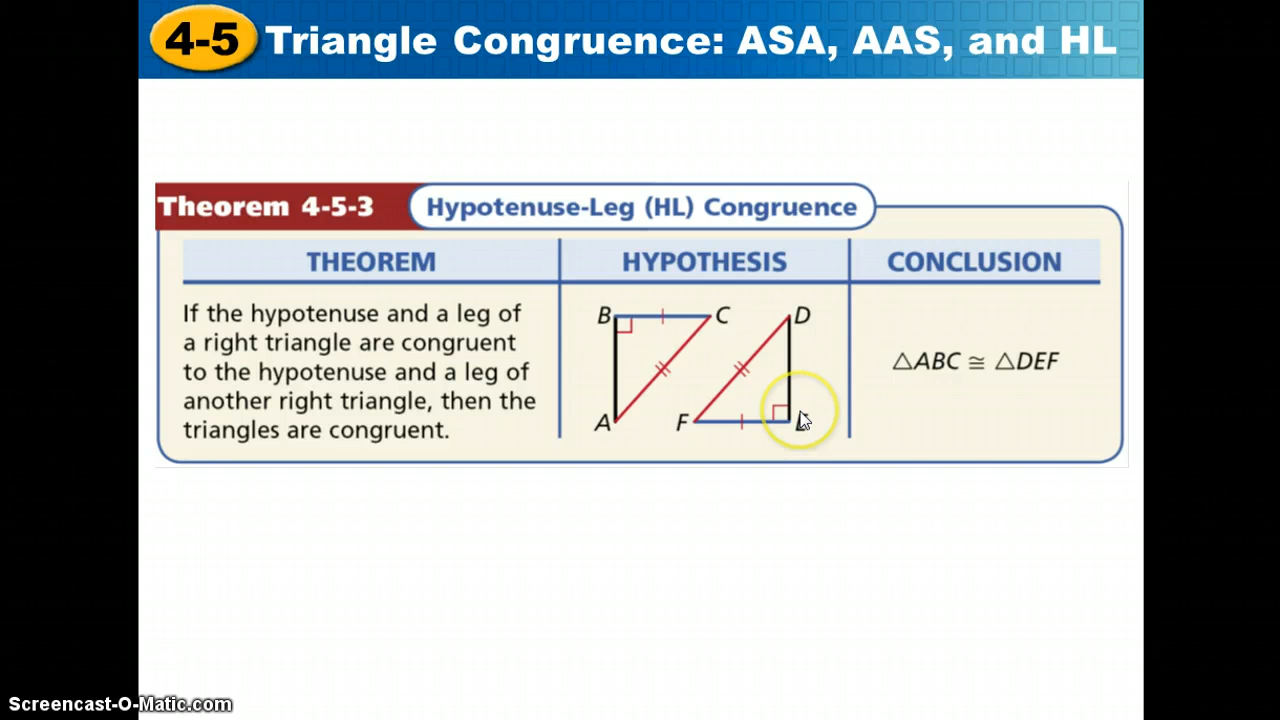 4-5 Triangle Congruence: ASA, AAS, and HL
Theorem 4-5-3 Hypotenuse-Leg (HL) Congruence
THEOREM HYPOTHESIS CONCLUSION
If the hypotenuse and a leg of
a right triangle are congruent
to the hypotenuse and a leg of
another right triangle, then the
triangles are congruent.
B C D
A F
△ABC ≅ △DEF
Screencast-O-Matic.com